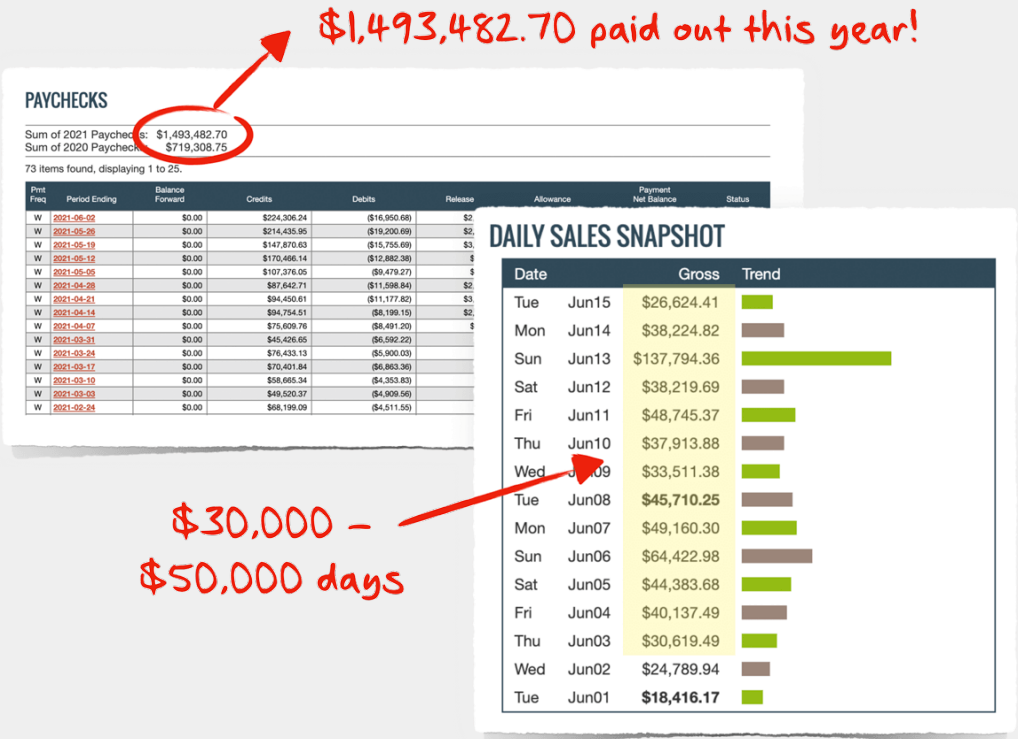 $1,493,482.70 paid out this year!
PAYCHECKS
Sum of 2021 Paychecks: $1,493,482.70
Sum of 2020 Paycheck $719,308.75
73 items found, displaying 1 to 25.
Pmt Freq Period Ending Balance Forward Credits Debits Release Allowance Payment Net Balance Status
W 2021-06-02 $0.00 $224,306.24 ($16,950.68) $2
W 2021-05-26 $0.00 $214,435.95 ($19,200.69) $2,
W 2021-05-19 $0.00 $147,870.63 ($15,755.69) $3,
W 2021-05-12 $0.00 $170,466.14 ($12,882.38) $
W 2021-05-05 $0.00 $107,376.05 ($9,479.27) $
W 2021-04-28 $0.00 $87,642.71 ($11,598.84) $2
W 2021-04-21 $0.00 $94,450.61 ($11,177.82) $3
W 2021-04-14 $0.00 $94,754.51 ($8,199.15) $2,
W 2021-04-07 $0.00 $75,609.76 ($8,491.20) $
W 2021-03-31 $0.00 $45,426.65 ($6,592.22)
W 2021-03-24 $0.00 $76,433.13 ($5,900.03)
W 2021-03-17 $0.00 $70,401.84 ($6,863.36)
W 2021-03-10 $0.00 $58,665.34 ($4,353.83)
W 2021-03-03 $0.00 $49,520.37 ($4,909.56)
W 2021-02-24 $0.00 $68,199.09 ($4,511.55)
DAILY SALES SNAPSHOT
Date Gross Trend
Tue Jun15 $26,624.41
Mon Jun14 $38,224.82
Sun Jun13 $137,794.36
Sat Jun12 $38,219.69
Fri Jun11 $48,745.37
Thu Jun10 $37,913.88
Wed Jun09 $33,511.38
Tue Jun08 $45,710.25
Mon Jun07 $49,160.30
Sun Jun06 $64,422.98
Sat Jun05 $44,383.68
Fri Jun04 $40,137.49
Thu Jun03 $30,619.49
Wed Jun02 $24,789.94
Tue Jun01 $18,416.17
$30,000 –
$50,000 days